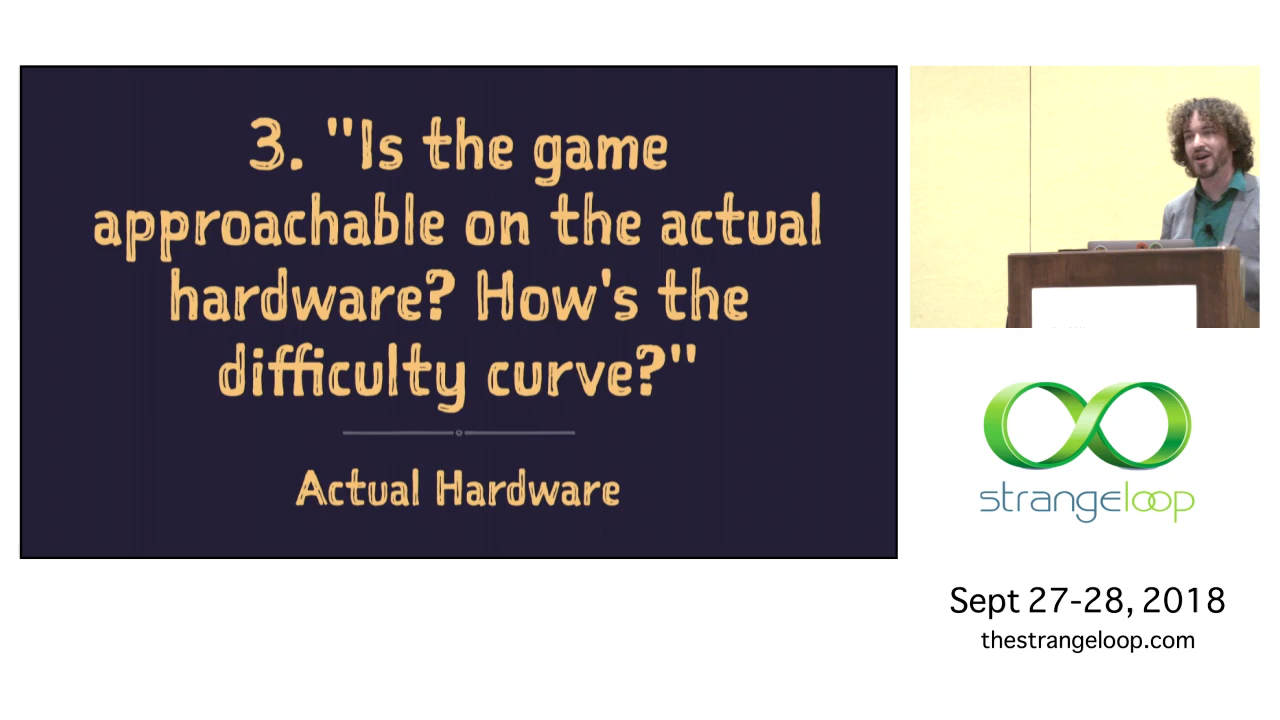 3. "Is the game
approachable on the actual
hardware? How's the
difficulty curve?"
Actual Hardware
strangeloop
Sept 27-28, 2018
thestrangeloop.com